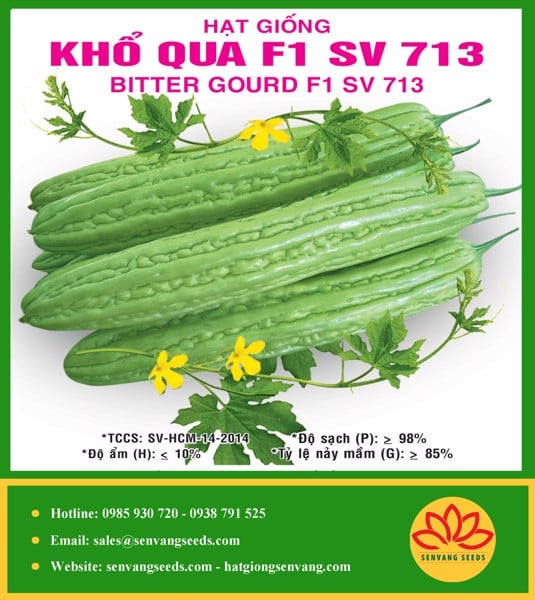 HẠT GIỐNG
KHỔ QUA F1 SV 713
BITTER GOURD F1 SV 713
*TCCS: SV-HCM-14-2014 *Độ sạch (P): ≥ 98%
*Độ ẩm (H): ≤ 10% *Tỷ lệ nảy mầm (G): ≥ 85%
Hotline: 0985 930 720 - 0938 791 525
Email: sales@senvangseeds.com
Website: senvangseeds.com - hatgiongsenvang.com
SENVANG SEEDS